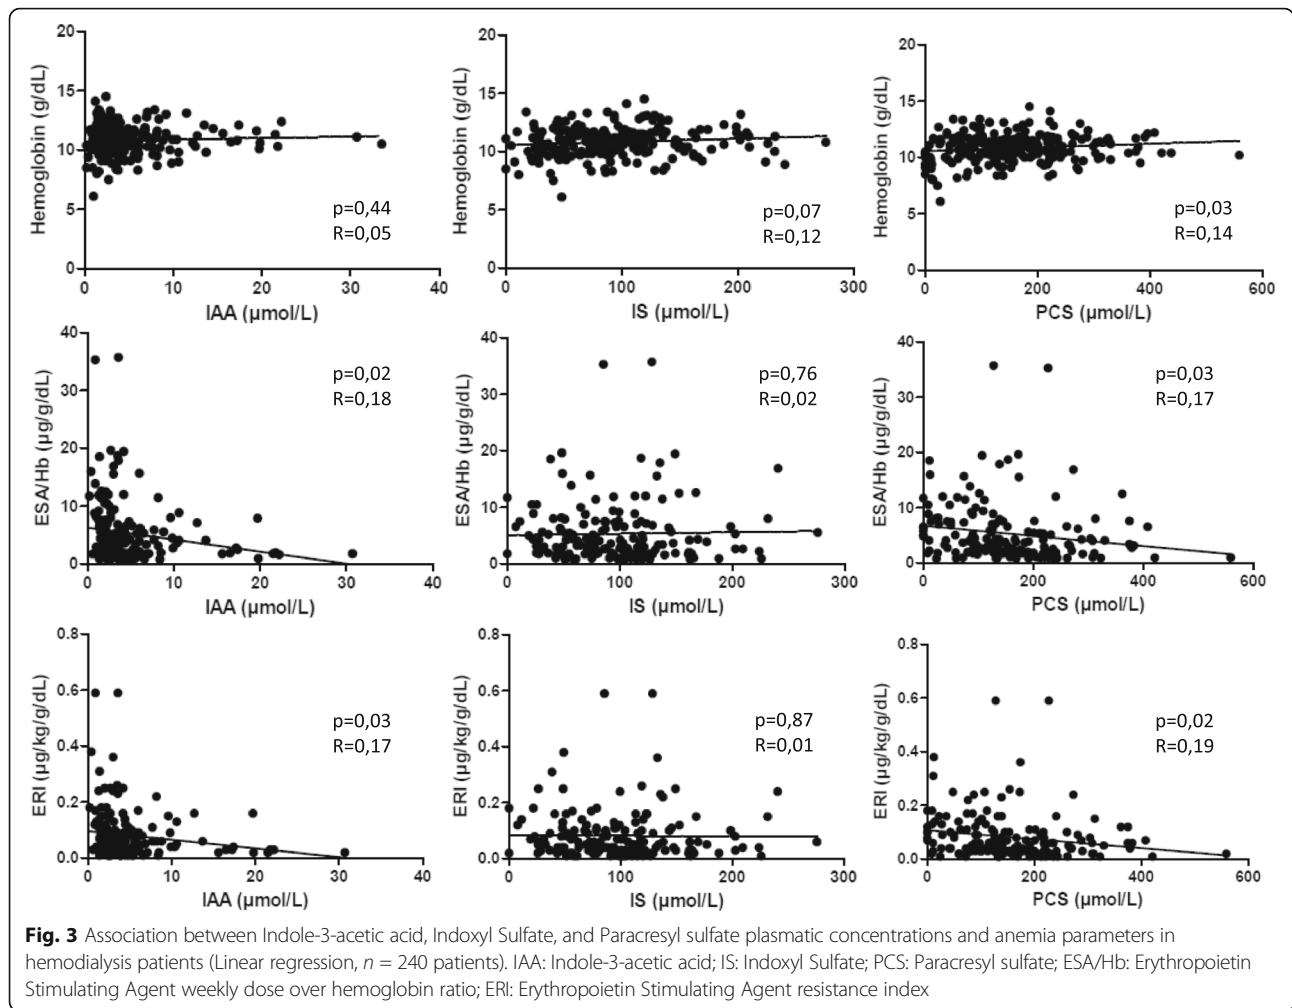 20
15
10
5
0
Hemoglobin (g/dL)
p=0,44
R=0,05
0 10 20 30 40
IAA (µmol/L)
20
15
10
5
0
Hemoglobin (g/dL)
p=0,07
R=0,12
0 100 200 300
IS (µmol/L)
20
15
10
5
0
Hemoglobin (g/dL)
p=0,03
R=0,14
0 200 400 600
PCS (µmol/L)
40
30
20
10
0
ESA/Hb (µg/g/dL)
p=0,02
R=0,18
0 10 20 30 40
IAA (µmol/L)
40
30
20
10
0
ESA/Hb (µg/g/dL)
p=0,76
R=0,02
0 100 200 300
IS (µmol/L)
40
30
20
10
0
ESA/Hb (µg/g/dL)
p=0,03
R=0,17
0 200 400 600
PCS (µmol/L)
0.8
0.6
0.4
0.2
0.0
ERI (µg/kg/g/dL)
p=0,03
R=0,17
0 10 20 30 40
IAA (µmol/L)
0.8
0.6
0.4
0.2
0.0
ERI (µg/kg/g/dL)
p=0,87
R=0,01
0 100 200 300
IS (µmol/L)
0.8
0.6
0.4
0.2
0.0
ERI (µg/kg/g/dL)
p=0,02
R=0,19
0 200 400 600
PCS (µmol/L)
Fig. 3 Association between Indole-3-acetic acid, Indoxyl Sulfate, and Paracresyl sulfate plasmatic concentrations and anemia parameters in
hemodialysis patients (Linear regression, n = 240 patients). IAA: Indole-3-acetic acid; IS: Indoxyl Sulfate; PCS: Paracresyl sulfate; ESA/Hb: Erythropoietin
Stimulating Agent weekly dose over hemoglobin ratio; ERI: Erythropoietin Stimulating Agent resistance index